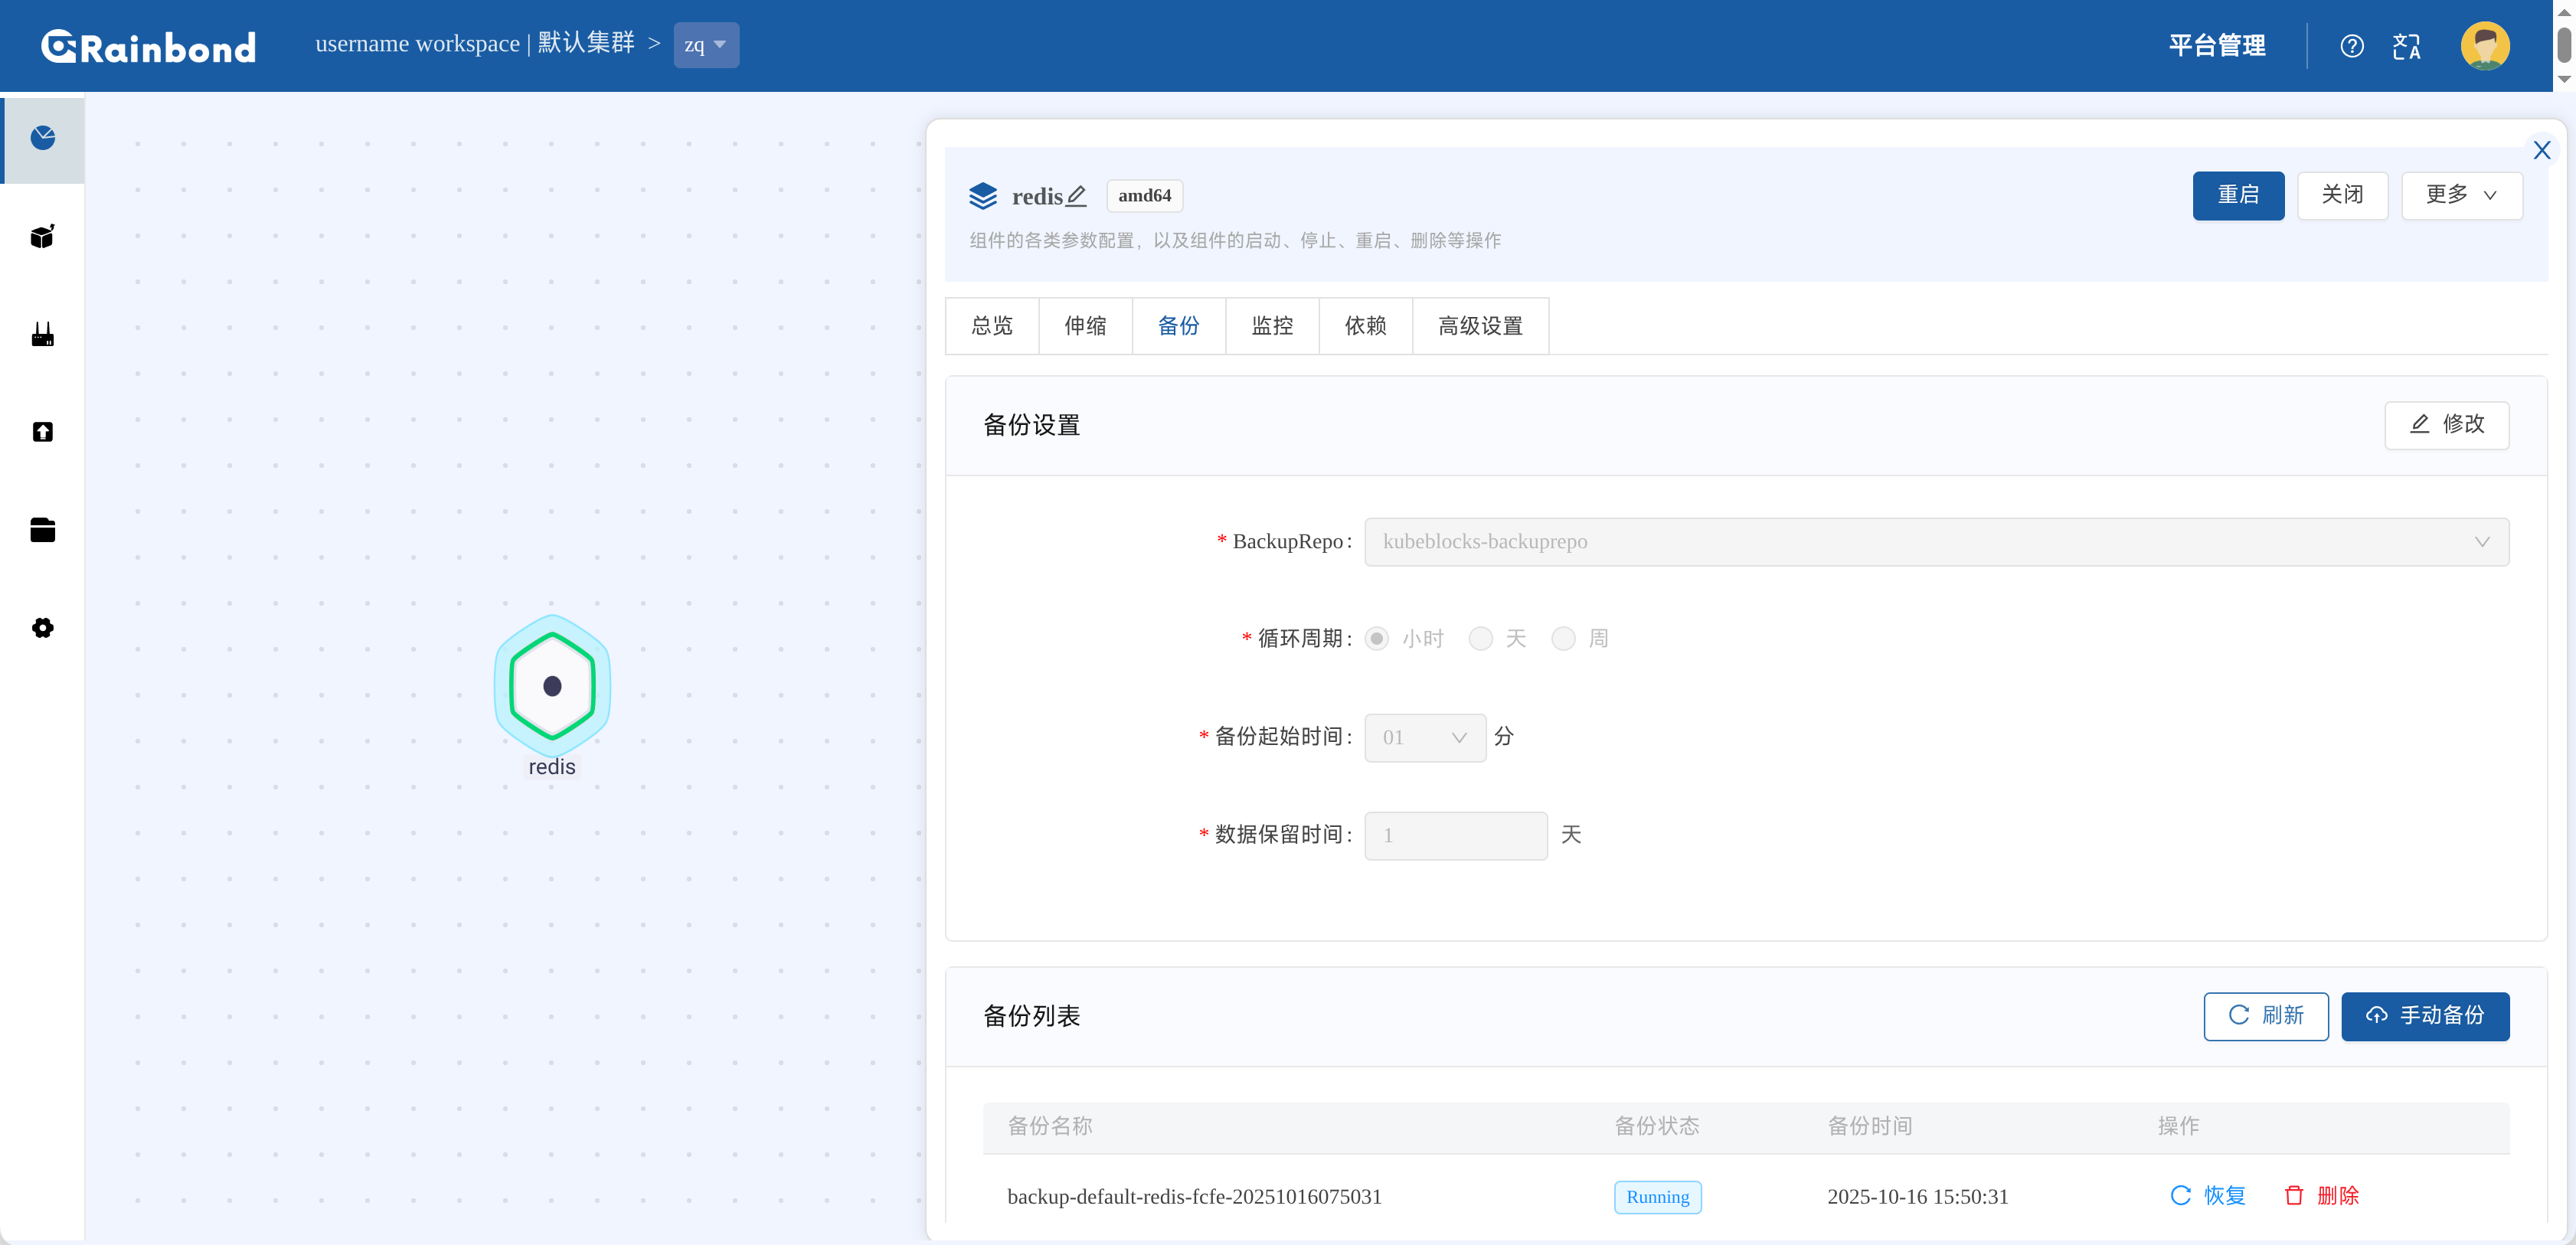 Rainbond
username workspace | 默认集群 > zq
平台管理
redis
amd64
重启
关闭
更多
组件的各类参数配置，以及组件的启动、停止、重启、删除等操作
总览
伸缩
备份
监控
依赖
高级设置
备份设置
修改
* BackupRepo: kubeblocks-backuprepo
* 循环周期: 小时 天 周
* 备份起始时间: 01 分
* 数据保留时间: 1 天
redis
备份列表
刷新
手动备份
备份名称 备份状态 备份时间 操作
backup-default-redis-fcfe-20251016075031 Running 2025-10-16 15:50:31 恢复 删除